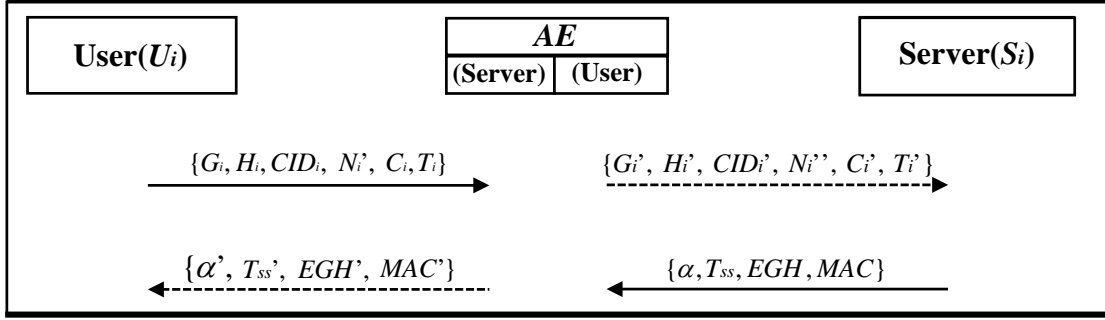 User(Ui) AE Server(Si)
(Server) (User)
{Gi, Hi, CIDi, Ni’, Ci, Ti} {Gi’, Hi’, CIDi’, Ni’’, Ci’, Ti’}
{α’, Tss’, EGH’, MAC’} {α, Tss, EGH, MAC}